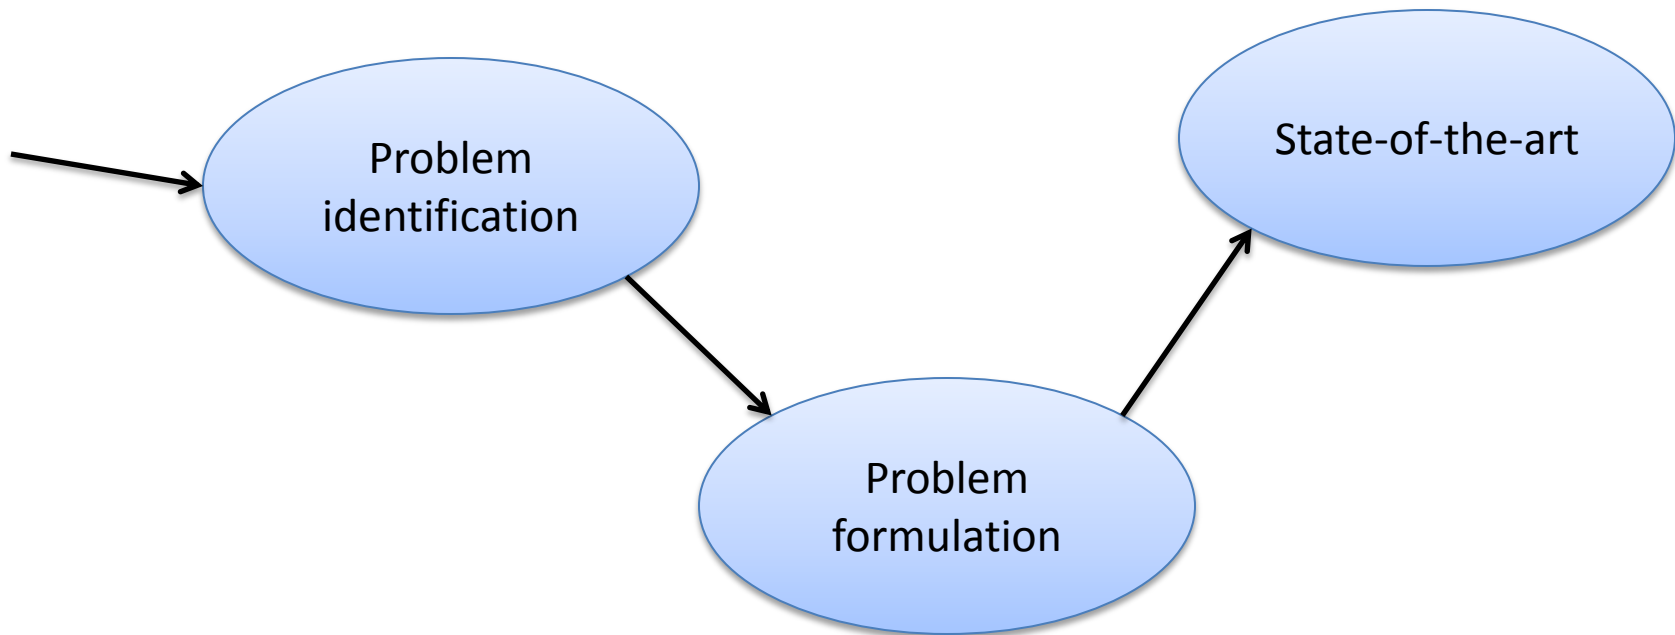 Problem
identification
Problem
formulation
State-of-the-art